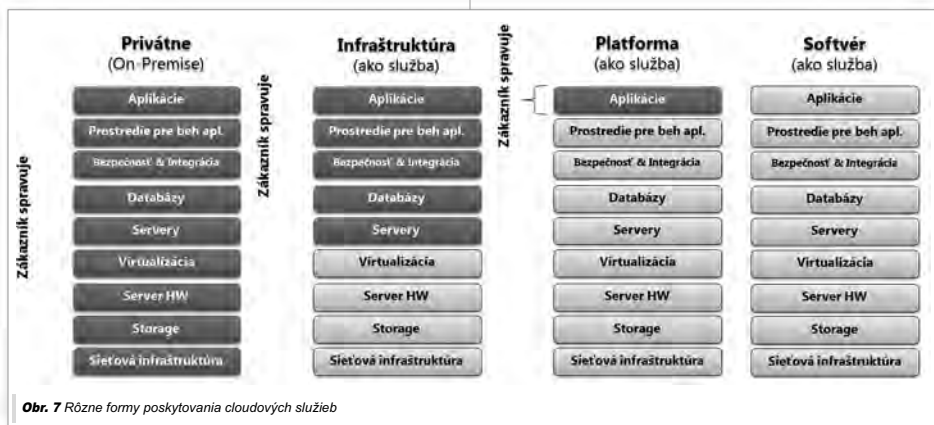 Privátne
(On-Premise)
Zákazník spravuje
Aplikácie
Prostredie pre beh apl.
Bezpečnosť & Integrácia
Databázy
Servery
Virtualizácia
Server HW
Storage
Sieťová infraštruktúra
Infraštruktúra
(ako služba)
Zákazník spravuje
Aplikácie
Prostredie pre beh apl.
Bezpečnosť & Integrácia
Databázy
Servery
Virtualizácia
Server HW
Storage
Sieťová infraštruktúra
Platforma
(ako služba)
Zákazník spravuje
Aplikácie
Prostredie pre beh apl.
Bezpečnosť & Integrácia
Databázy
Servery
Virtualizácia
Server HW
Storage
Sieťová infraštruktúra
Softvér
(ako služba)
Aplikácie
Prostredie pre beh apl.
Bezpečnosť & Integrácia
Databázy
Servery
Virtualizácia
Server HW
Storage
Sieťová infraštruktúra
Obr. 7 Rôzne formy poskytovania cloudových služieb